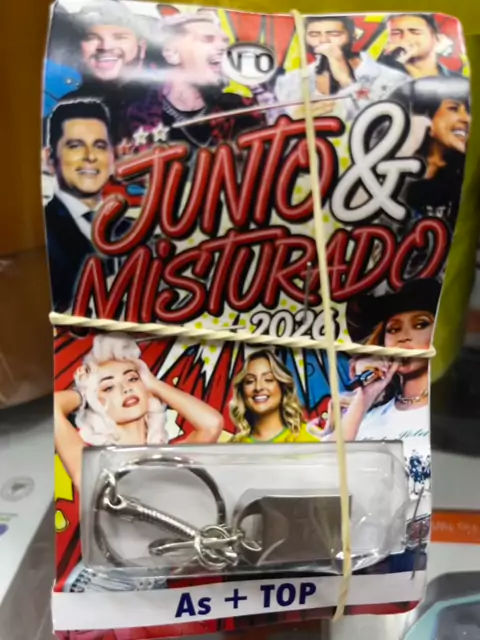 JUNTO &
MISTURADO
2026
As + TOP